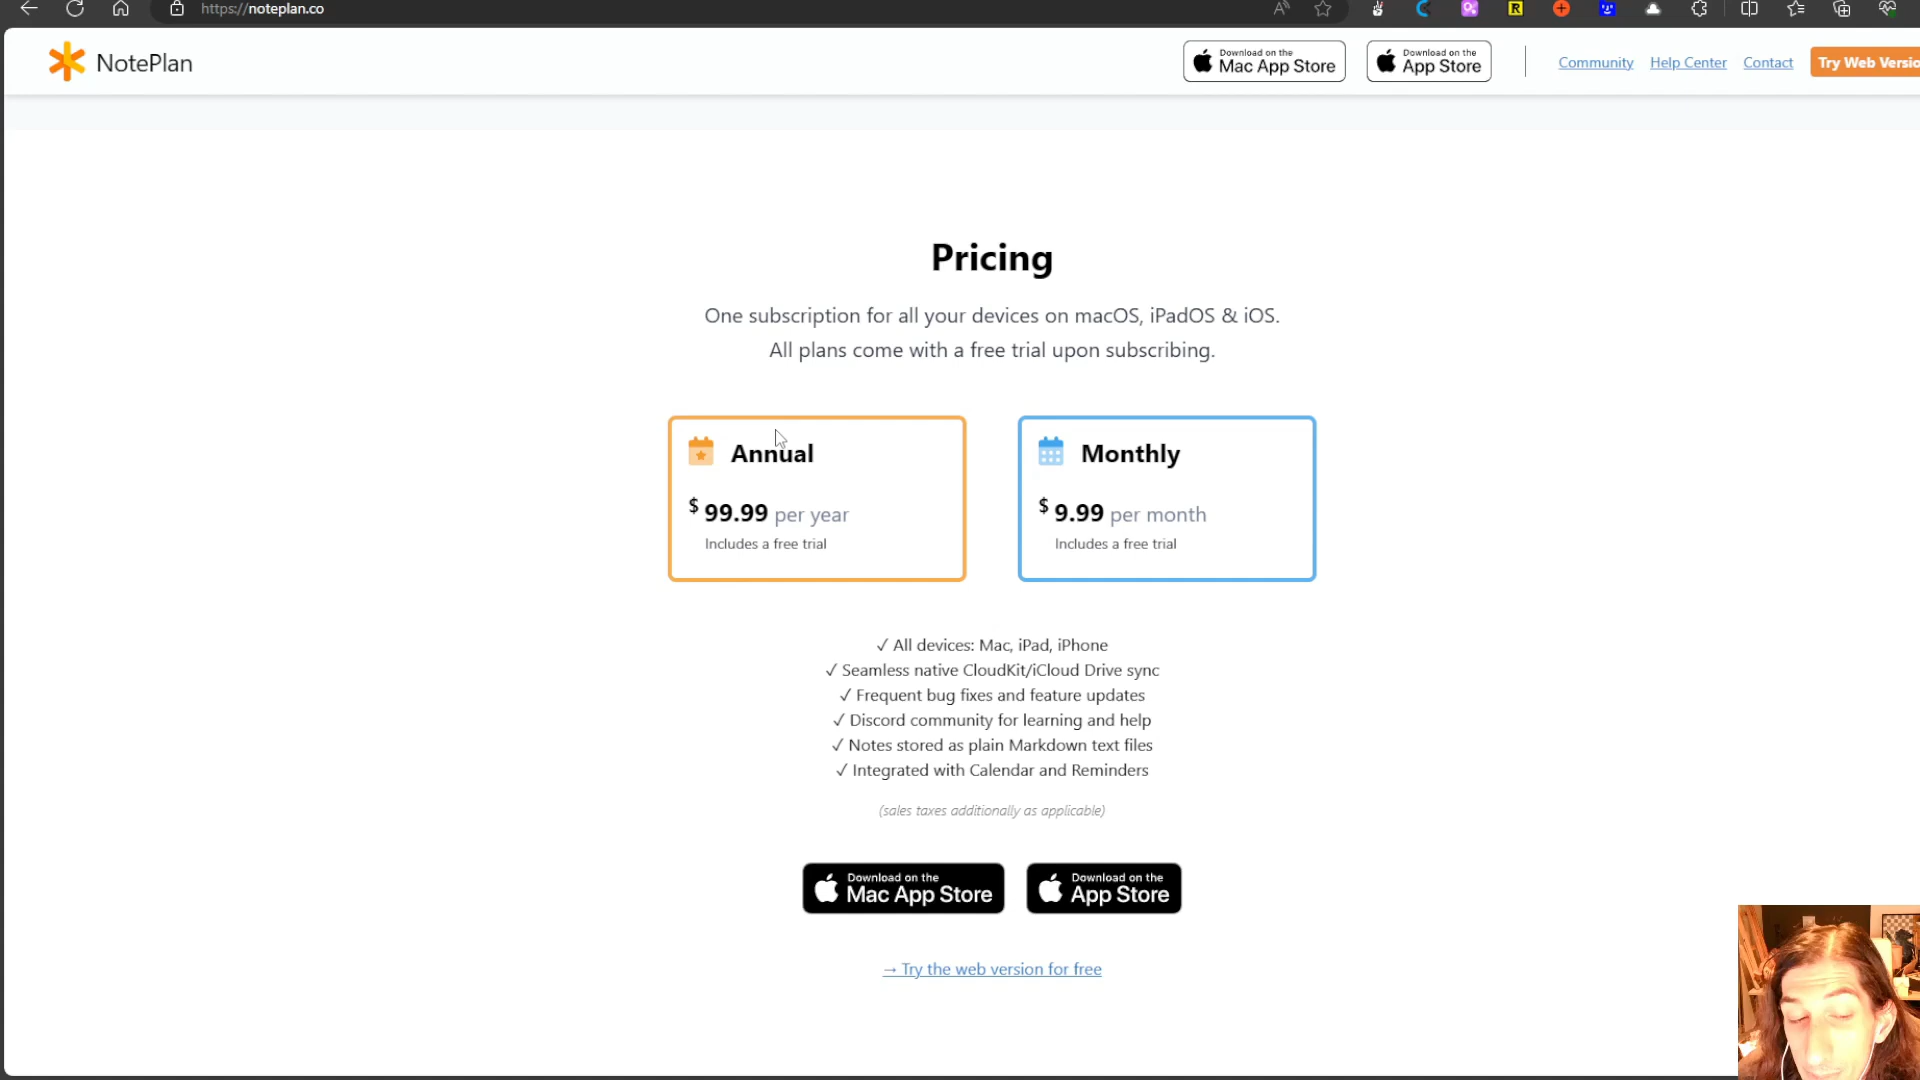 https://noteplan.co
NotePlan
Download on the
Mac App Store
Download on the
App Store
Community
Help Center
Contact
Try Web Versio
Pricing
One subscription for all your devices on macOS, iPadOS & iOS.
All plans come with a free trial upon subscribing.
Annual
$ 99.99 per year
Includes a free trial
Monthly
$ 9.99 per month
Includes a free trial
✓ All devices: Mac, iPad, iPhone
✓ Seamless native CloudKit/iCloud Drive sync
✓ Frequent bug fixes and feature updates
✓ Discord community for learning and help
✓ Notes stored as plain Markdown text files
✓ Integrated with Calendar and Reminders
(sales taxes additionally as applicable)
Download on the
Mac App Store
Download on the
App Store
→ Try the web version for free